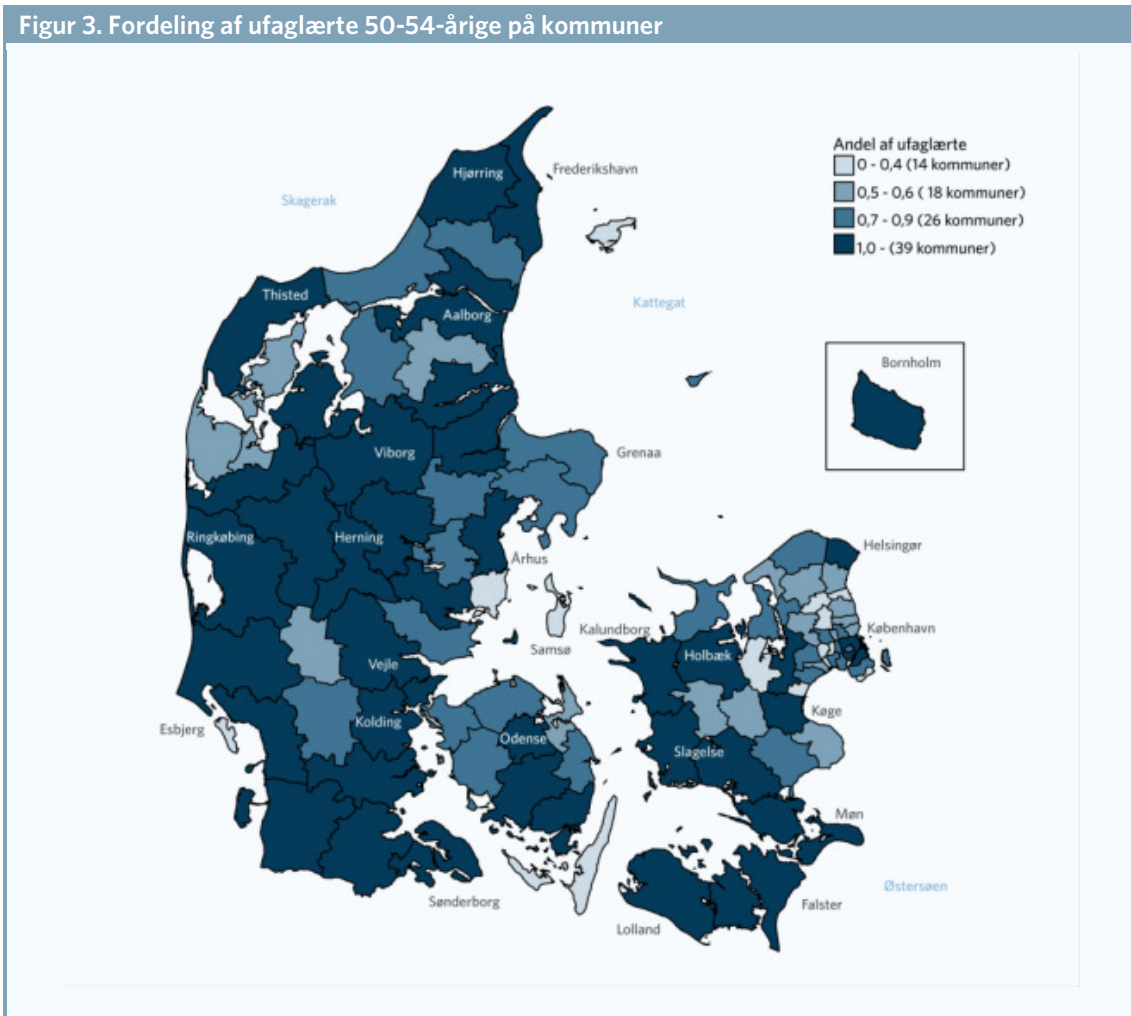 Figur 3. Fordeling af ufaglærte 50-54-årige på kommuner
Andel af ufaglærte
0 - 0,4 (14 kommuner)
0,5 - 0,6 ( 18 kommuner)
0,7 - 0,9 (26 kommuner)
1,0 - (39 kommuner)
Hjørring
Frederikshavn
Skagerak
Thisted
Kattegat
Aalborg
Bornholm
Viborg
Grenaa
Ringkøbing
Herning
Århus
Helsingør
Kalundborg
København
Samsø
Holbæk
Vejle
Køge
Esbjerg
Kolding
Odense
Slagelse
Møn
Østersøen
Sønderborg
Falster
Lolland